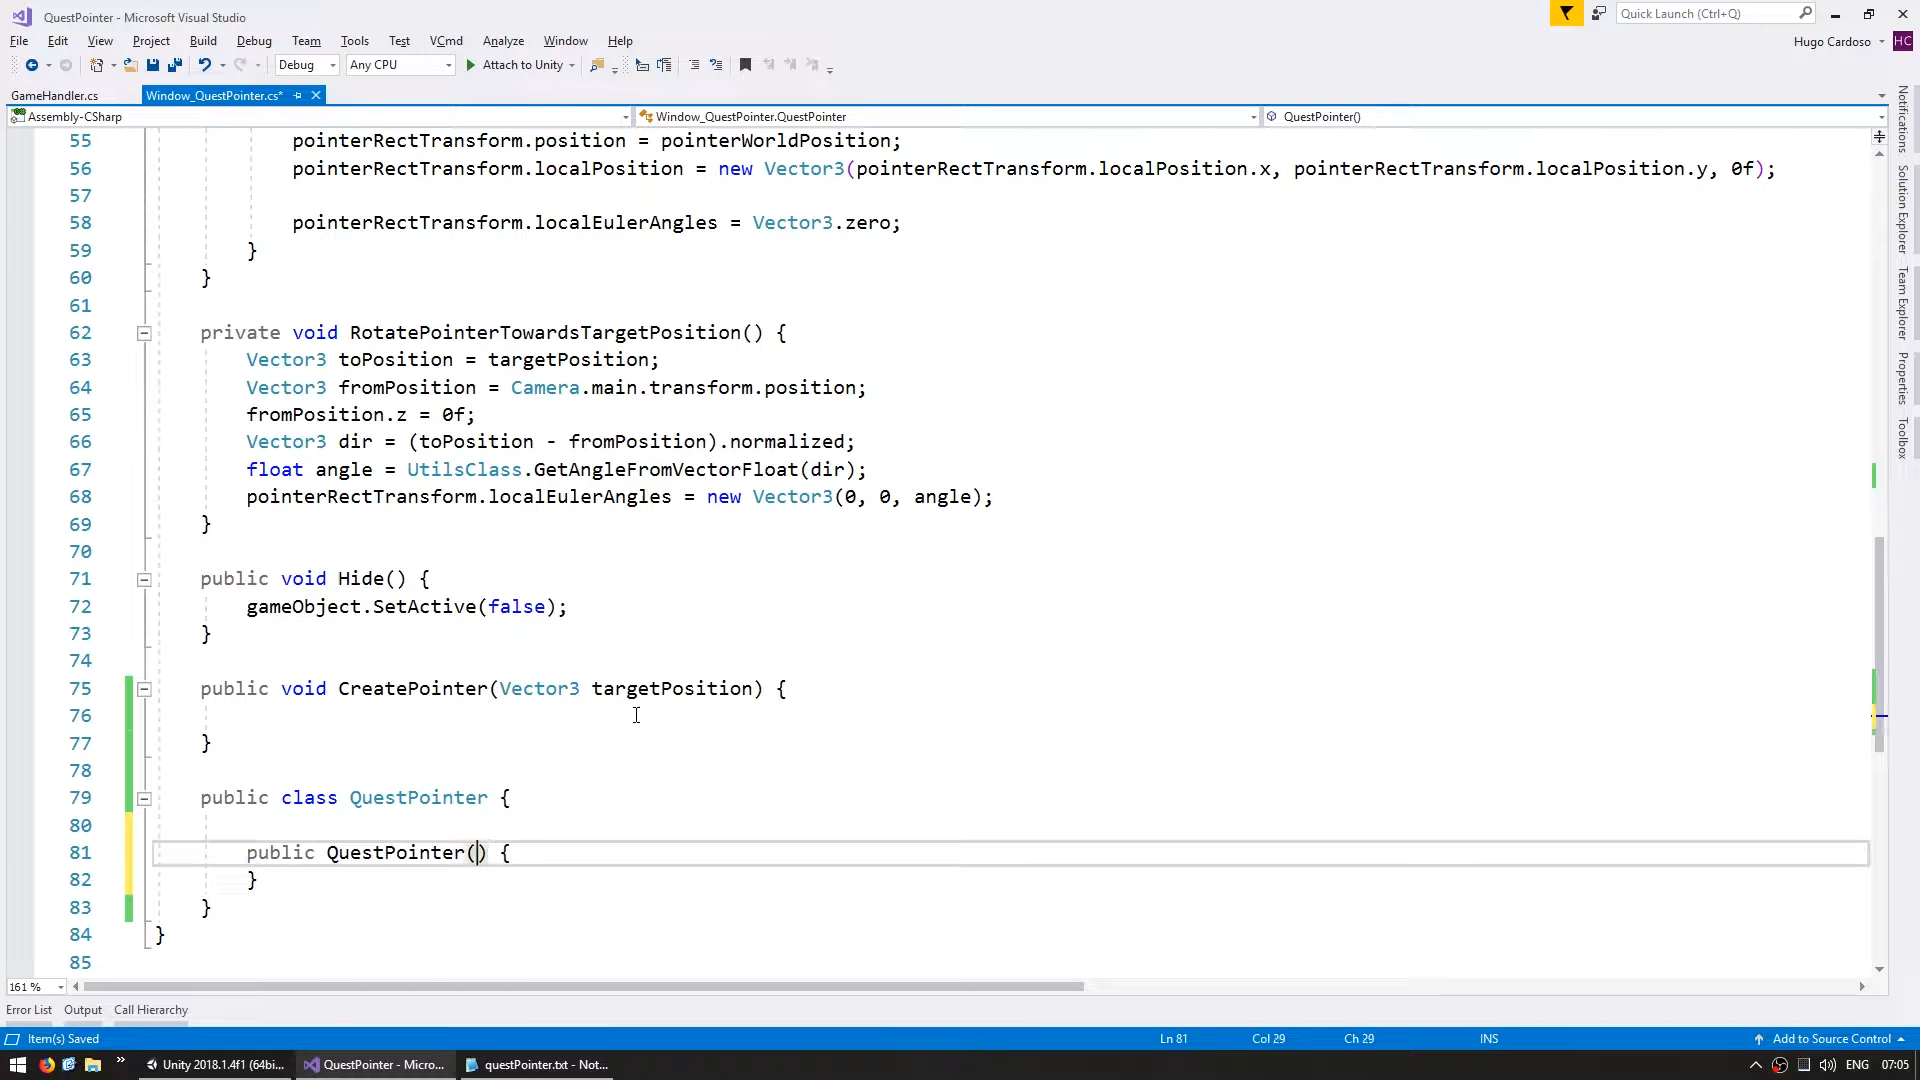 QuestPointer - Microsoft Visual Studio
Quick Launch (Ctrl+Q)
File Edit View Project Build Debug Team Tools Test VCmd Analyze Window Help
Hugo Cardoso HC
Debug Any CPU Attach to Unity
GameHandler.cs Window_QuestPointer.cs*
Assembly-CSharp Window_QuestPointer.QuestPointer QuestPointer()
55 pointerRectTransform.position = pointerWorldPosition;
56 pointerRectTransform.localPosition = new Vector3(pointerRectTransform.localPosition.x, pointerRectTransform.localPosition.y, 0f);
57
58 pointerRectTransform.localEulerAngles = Vector3.zero;
59 }
60 }
61
62 private void RotatePointerTowardsTargetPosition() {
63 Vector3 toPosition = targetPosition;
64 Vector3 fromPosition = Camera.main.transform.position;
65 fromPosition.z = 0f;
66 Vector3 dir = (toPosition - fromPosition).normalized;
67 float angle = UtilsClass.GetAngleFromVectorFloat(dir);
68 pointerRectTransform.localEulerAngles = new Vector3(0, 0, angle);
69 }
70
71 public void Hide() {
72 gameObject.SetActive(false);
73 }
74
75 public void CreatePointer(Vector3 targetPosition) {
76
77 }
78
79 public class QuestPointer {
80
81 public QuestPointer() {
82 }
83 }
84 }
85
Notifications
Solution Explorer
Team Explorer
Properties
Toolbox
161 %
Error List Output Call Hierarchy
Item(s) Saved Ln 81 Col 29 Ch 29 INS Add to Source Control
Unity 2018.1.4f1 (64bi... QuestPointer - Micro... questPointer.txt - Not... ENG 07:05